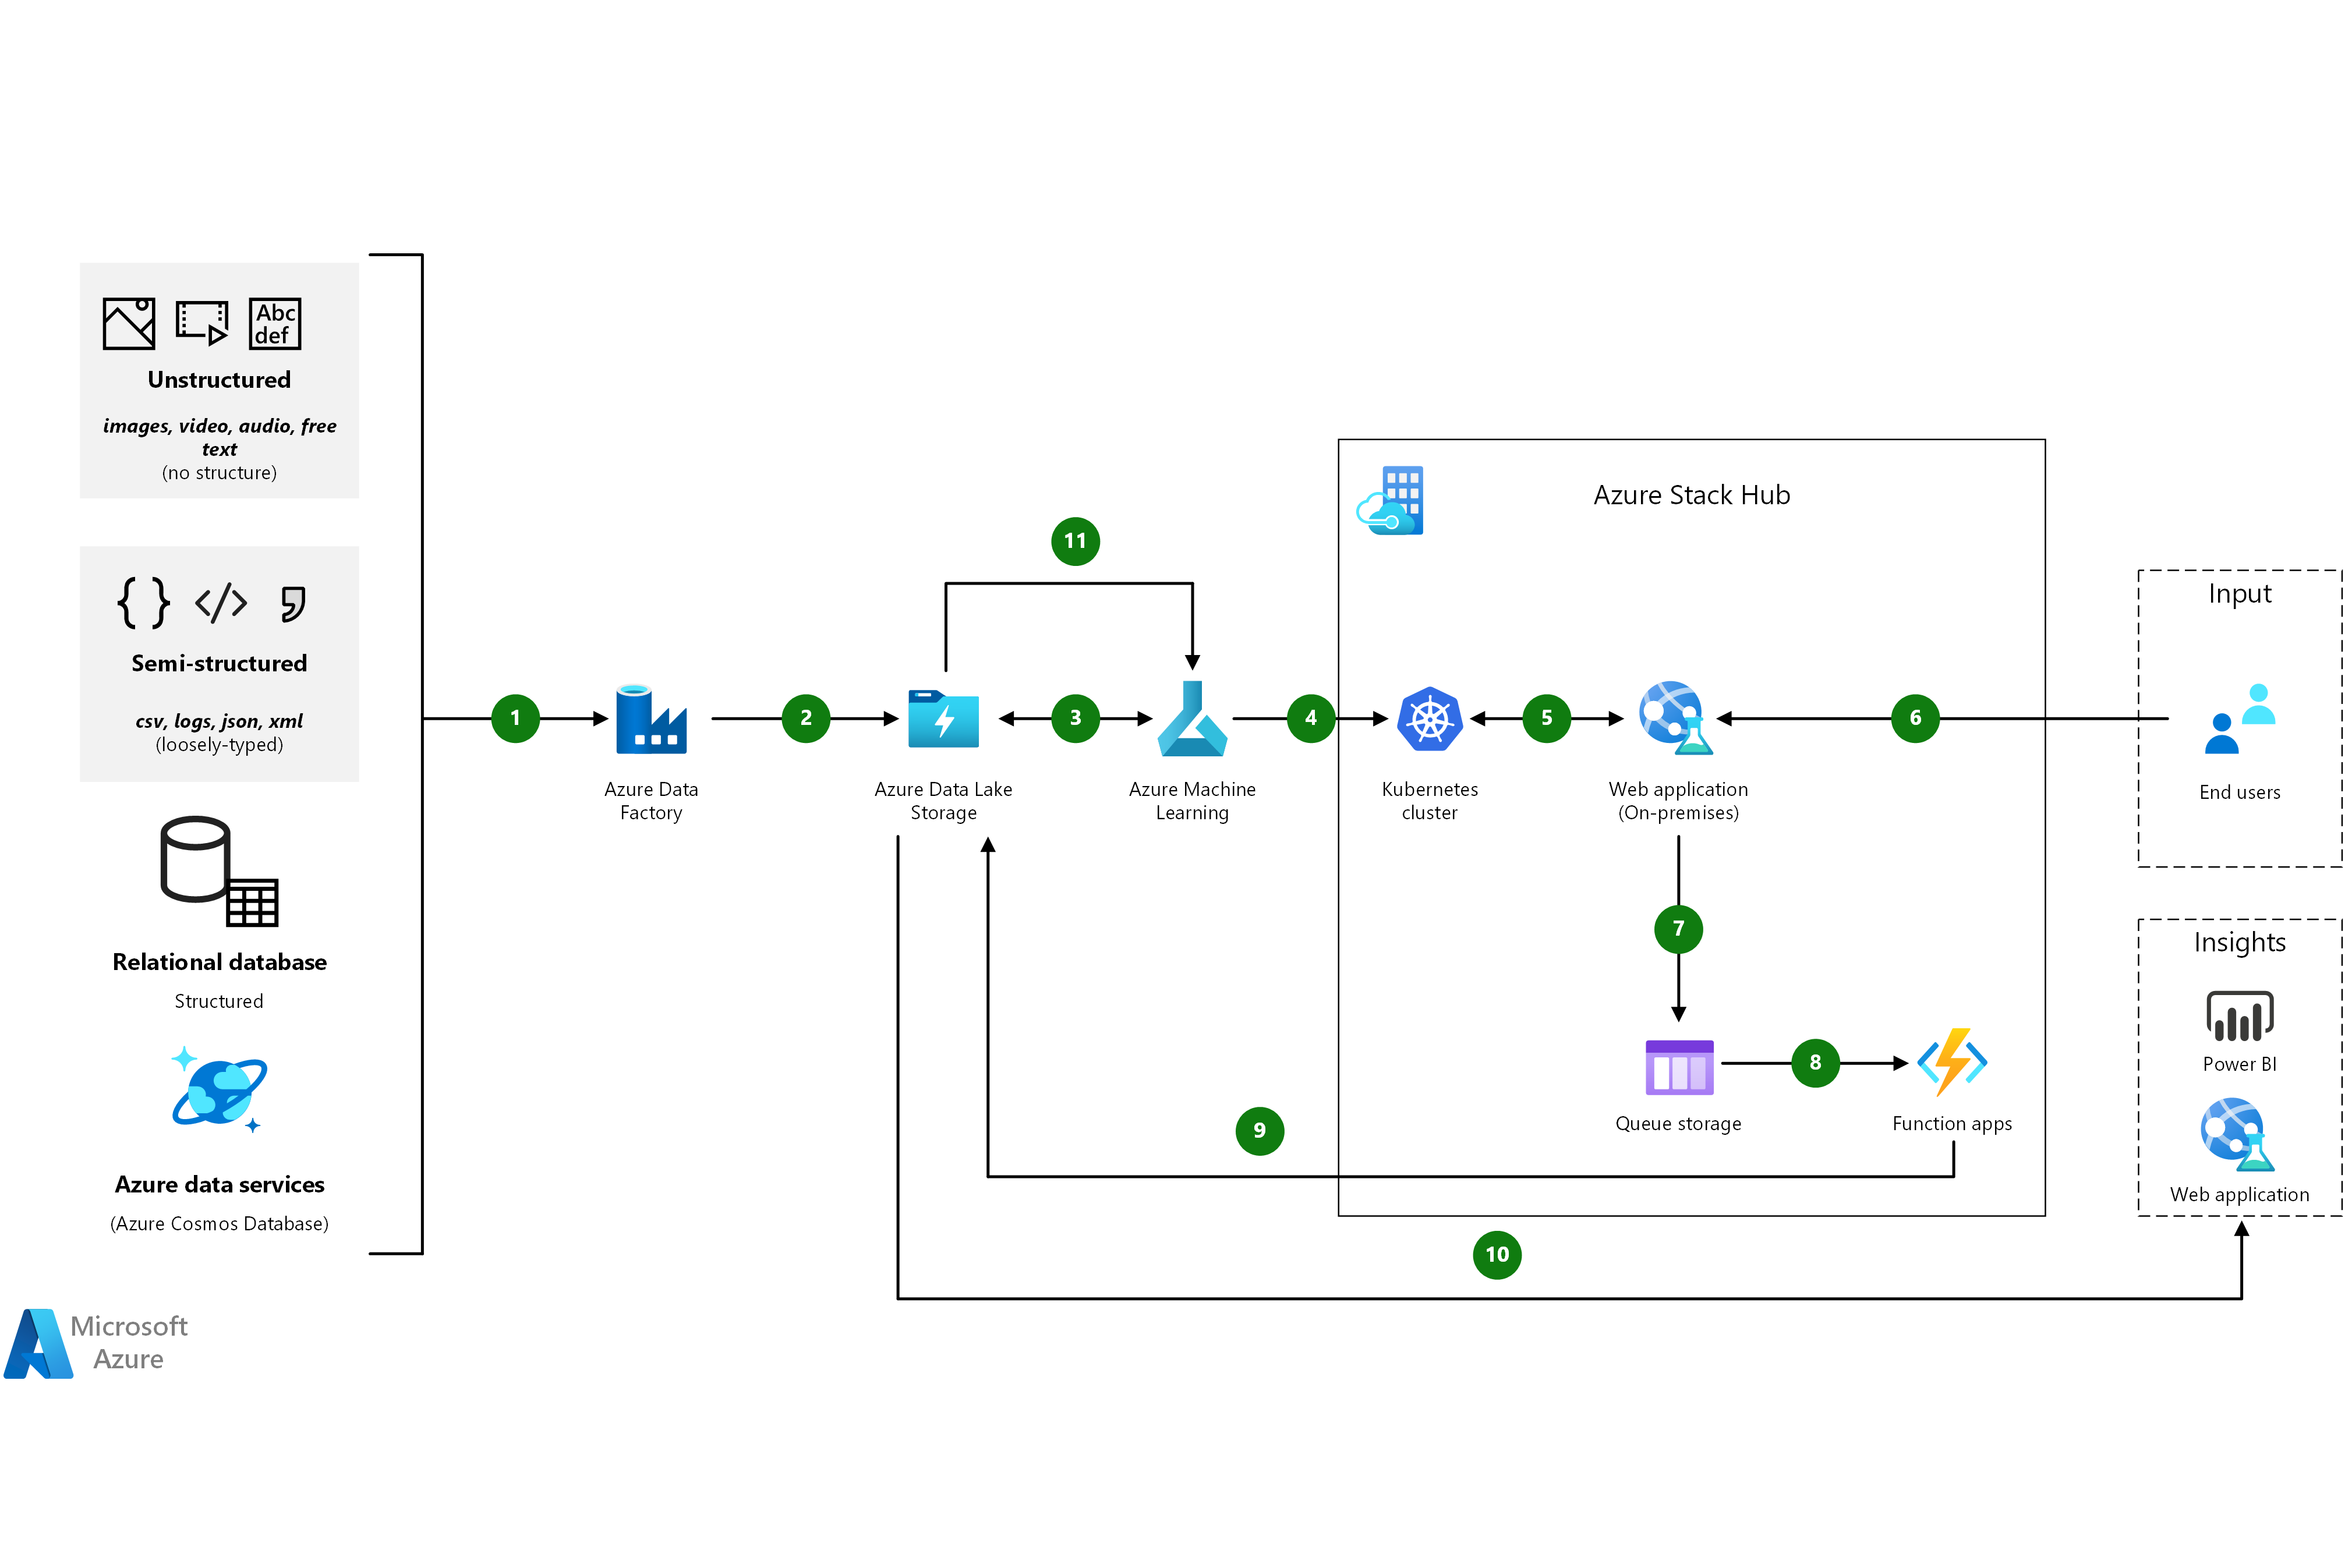 Abc
def
Unstructured
images, video, audio, free
text
(no structure)
{ } </>
Semi-structured
csv, logs, json, xml
(loosely-typed)
Relational database
Structured
Azure data services
(Azure Cosmos Database)
Microsoft
Azure
1
Azure Data
Factory
2
Azure Data Lake
Storage
11
3
Azure Machine
Learning
4
Azure Stack Hub
Kubernetes
cluster
5
Web application
(On-premises)
6
7
Queue storage
8
Function apps
9
10
Input
End users
Insights
Power BI
Web application